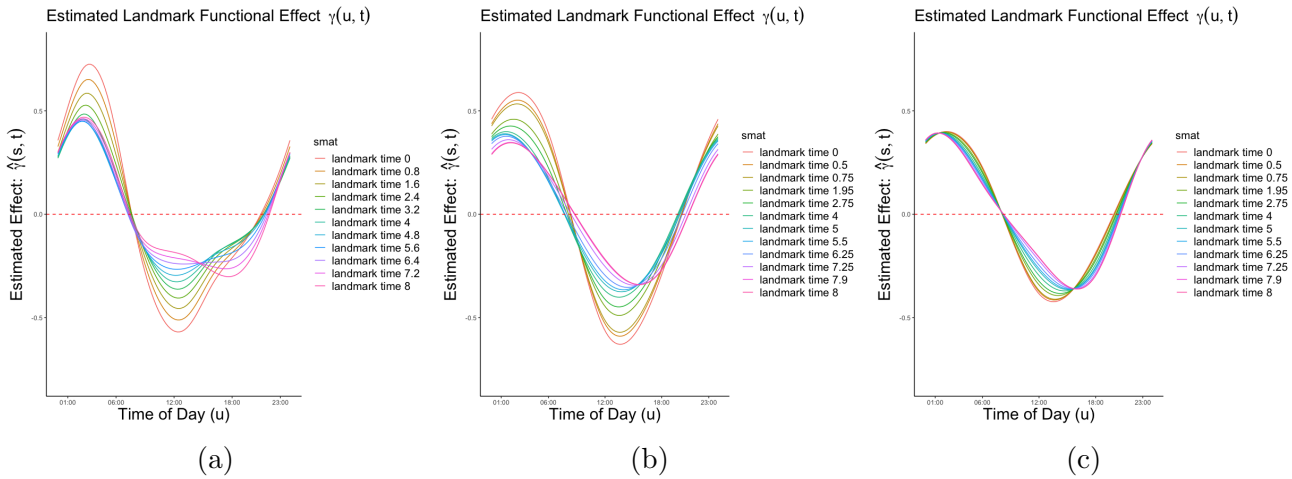 Estimated Landmark Functional Effect γ(u, t)
Estimated Effect: γ̂(s, t)
0.5
0.0
-0.5
01:00 06:00 12:00 18:00 23:00
Time of Day (u)
smat
landmark time 0
landmark time 0.8
landmark time 1.6
landmark time 2.4
landmark time 3.2
landmark time 4
landmark time 4.8
landmark time 5.6
landmark time 6.4
landmark time 7.2
landmark time 8
(a)
Estimated Landmark Functional Effect γ(u, t)
Estimated Effect: γ̂(s, t)
0.5
0.0
-0.5
01:00 06:00 12:00 18:00 23:00
Time of Day (u)
smat
landmark time 0
landmark time 0.5
landmark time 0.75
landmark time 1.95
landmark time 2.75
landmark time 4
landmark time 5
landmark time 5.5
landmark time 6.25
landmark time 7.25
landmark time 7.9
landmark time 8
(b)
Estimated Landmark Functional Effect γ(u, t)
Estimated Effect: γ̂(s, t)
0.5
0.0
-0.5
01:00 06:00 12:00 18:00 23:00
Time of Day (u)
smat
landmark time 0
landmark time 0.5
landmark time 0.75
landmark time 1.95
landmark time 2.75
landmark time 4
landmark time 5
landmark time 5.5
landmark time 6.25
landmark time 7.25
landmark time 7.9
landmark time 8
(c)